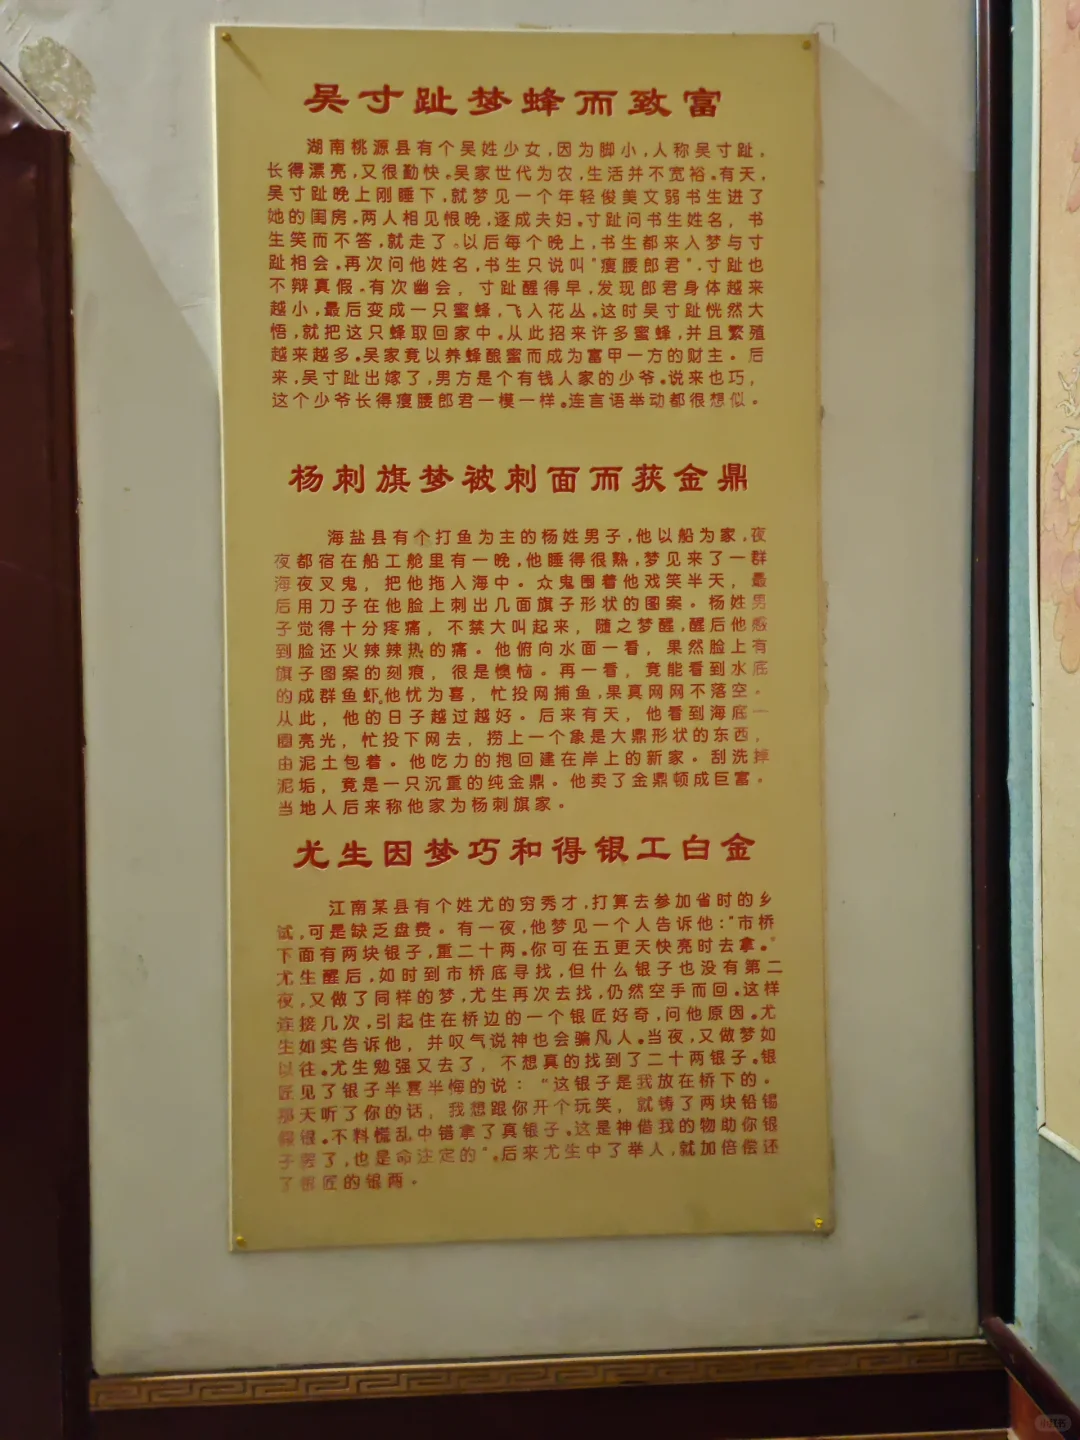 吴寸趾梦蜂而致富
湖南桃源县有个吴姓少女,因为脚小,人称吴寸趾,
长得漂亮,又很勤快。吴家世代为农,生活并不宽裕。有天,
吴寸趾晚上刚睡下,就梦见一个年轻俊美文弱书生进了
她的闺房,两人相见恨晚,逐成夫妇。寸趾问书生姓名,书
生笑而不答,就走了。以后每个晚上,书生都来入梦与寸
趾相会。再次问他姓名,书生只说叫"瘦腰郎君",寸趾也
不辩真假。有次幽会,寸趾醒得早,发现郎君身体越来
越小,最后变成一只蜜蜂,飞入花丛。这时吴寸趾恍然大
悟,就把这只蜂取回家中。从此招来许多蜜蜂,并且繁殖
越来越多。吴家竟以养蜂酿蜜而成为富甲一方的财主。后
来,吴寸趾出嫁了,男方是个有钱人家的少爷。说来也巧,
这个少爷长得瘦腰郎君一模一样。连言语举动都很想似。
杨刺旗梦被刺面而获金鼎
海盐县有个打鱼为主的杨姓男子,他以船为家,夜
夜都宿在船工舱里有一晚,他睡得很熟,梦见来了一群
海夜叉鬼,把他拖入海中。众鬼围着他戏笑半天,最
后用刀子在他脸上刺出几面旗子形状的图案。杨姓男
子觉得十分疼痛,不禁大叫起来,随之梦醒,醒后他感
到脸还火辣辣热的痛。他俯向水面一看,果然脸上有
旗子图案的刻痕,很是懊恼。再一看,竟能看到水底
的成群鱼虾,他忧为喜,忙投网捕鱼,果真网网不落空。
从此,他的日子越过越好。后来有天,他看到海底一
圈亮光,忙投下网去,捞上一个象是大鼎形状的东西,
由泥土包着。他吃力的抱回建在岸上的新家。刮洗掉
泥垢,竟是一只沉重的纯金鼎。他卖了金鼎顿成巨富。
当地人后来称他家为杨刺旗家。
尤生因梦巧和得银工白金
江南某县有个姓尤的穷秀才,打算去参加省时的乡
试,可是缺乏盘费。有一夜,他梦见一个人告诉他:"市桥
下面有两块银子,重二十两。你可在五更天快亮时去拿。"
尤生醒后,如时到市桥底寻找,但什么银子也没有第二
夜,又做了同样的梦,尤生再次去找,仍然空手而回。这样
连接几次,引起住在桥边的一个银匠好奇,问他原因。尤
生如实告诉他,并叹气说神也会骗凡人。当夜,又做梦如
以往。尤生勉强又去了,不想真的找到了二十两银子。银
匠见了银子半喜半悔的说:"这银子是我放在桥下的。
那天听了你的话,我想跟你开个玩笑,就铸了两块铅锡
假银。不料慌乱中错拿了真银子。这是神借我的物助你银
子罢了,也是命注定的"。后来尤生中了举人,就加倍偿还
了银匠的银两。